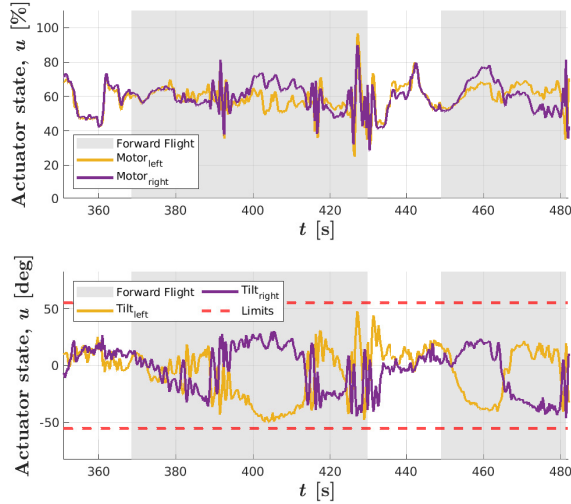 Actuator state, u [%]
100
80
60
40
20
0
Forward Flight
Motor_left
Motor_right
360 380 400 420 440 460 480
t [s]
Actuator state, u [deg]
50
0
-50
Forward Flight Tilt_right
Tilt_left Limits
360 380 400 420 440 460 480
t [s]